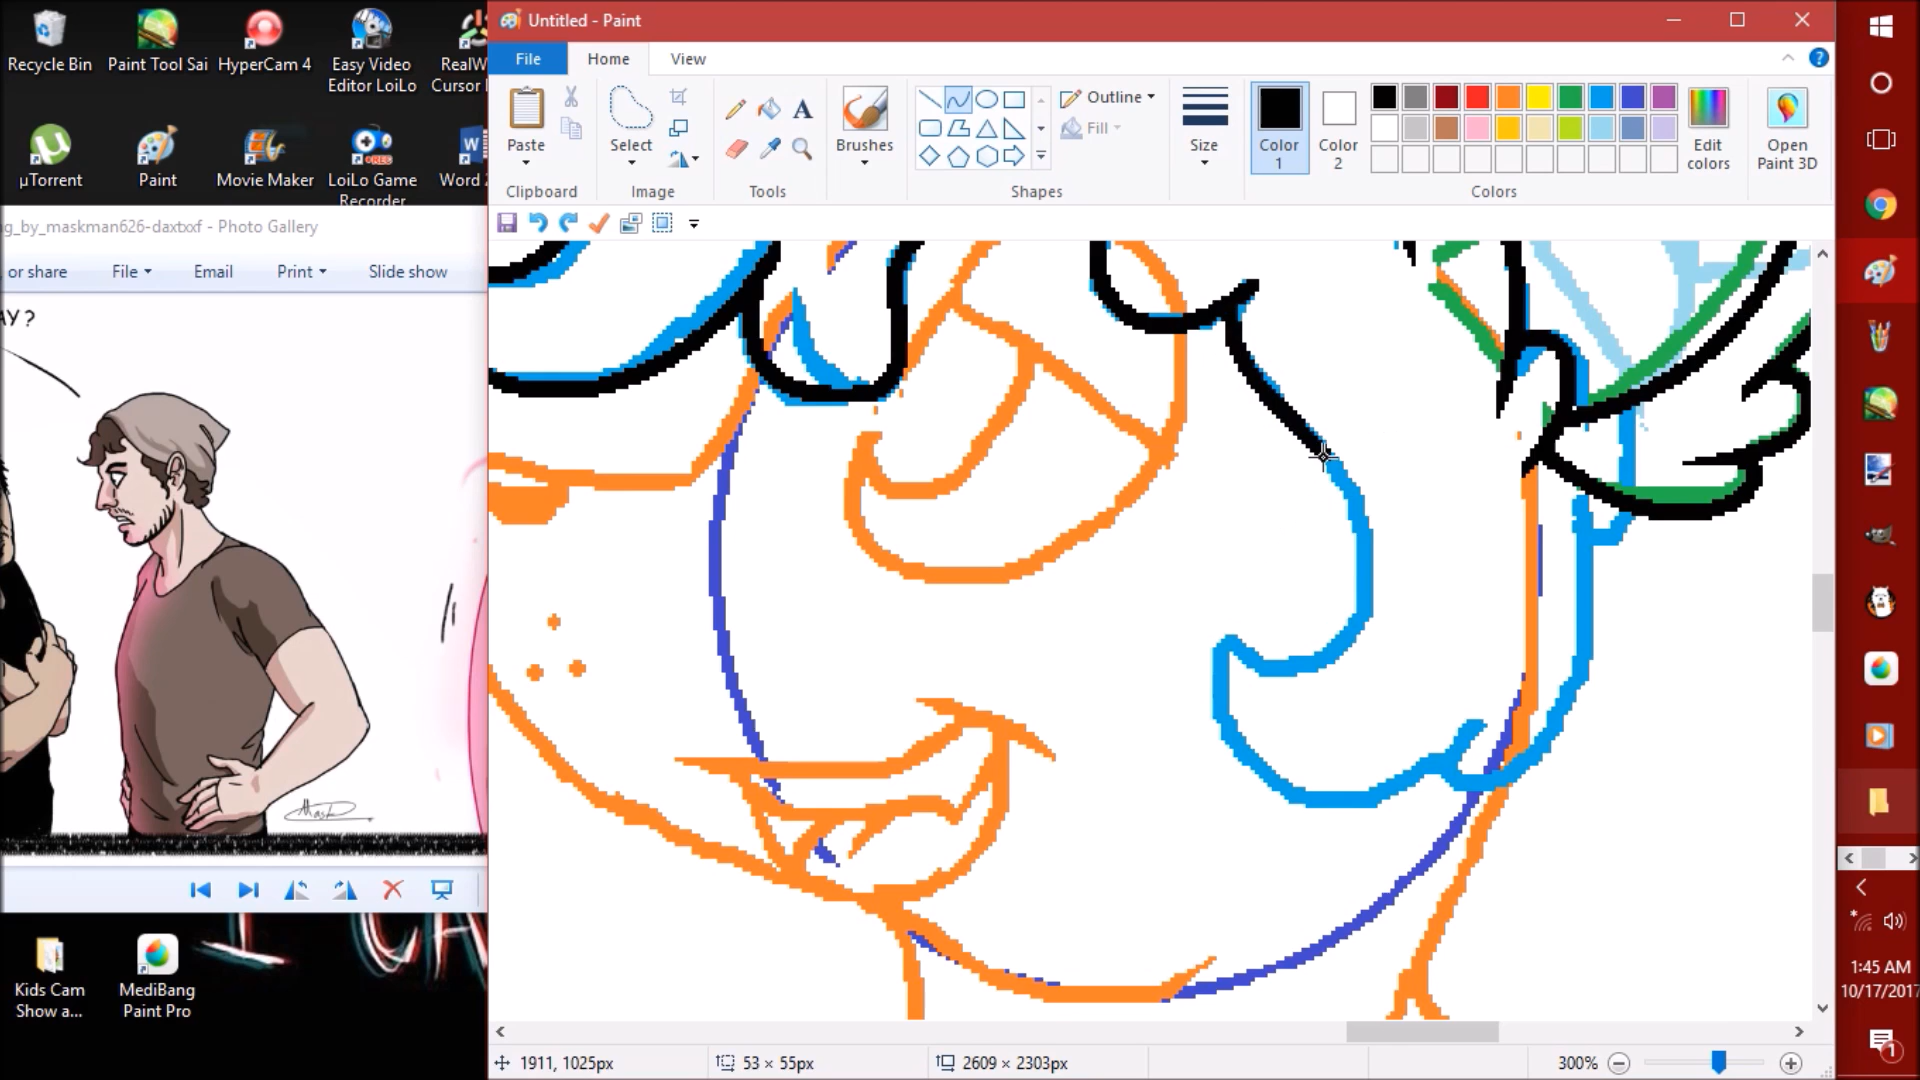 Recycle Bin
Paint Tool Sai
HyperCam 4
Easy Video
Editor LoiLo
RealW
Cursor
µTorrent
Paint
Movie Maker
LoiLo Game
Recorder
Word
g_by_maskman626-daxtxxf - Photo Gallery
or share
File
Email
Print
Slide show
AY ?
Kids Cam
Show a...
MediBang
Paint Pro
Untitled - Paint
File
Home
View
Paste
Select
Brushes
Outline
Fill
Size
Color
1
Color
2
Edit
colors
Open
Paint 3D
Clipboard
Image
Tools
Shapes
Colors
1911, 1025px
53 × 55px
2609 × 2303px
300%
1:45 AM
10/17/2017
1